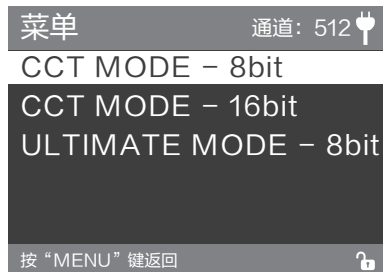 菜单 通道：512
CCT MODE – 8bit
CCT MODE – 16bit
ULTIMATE MODE – 8bit
按“MENU”键返回